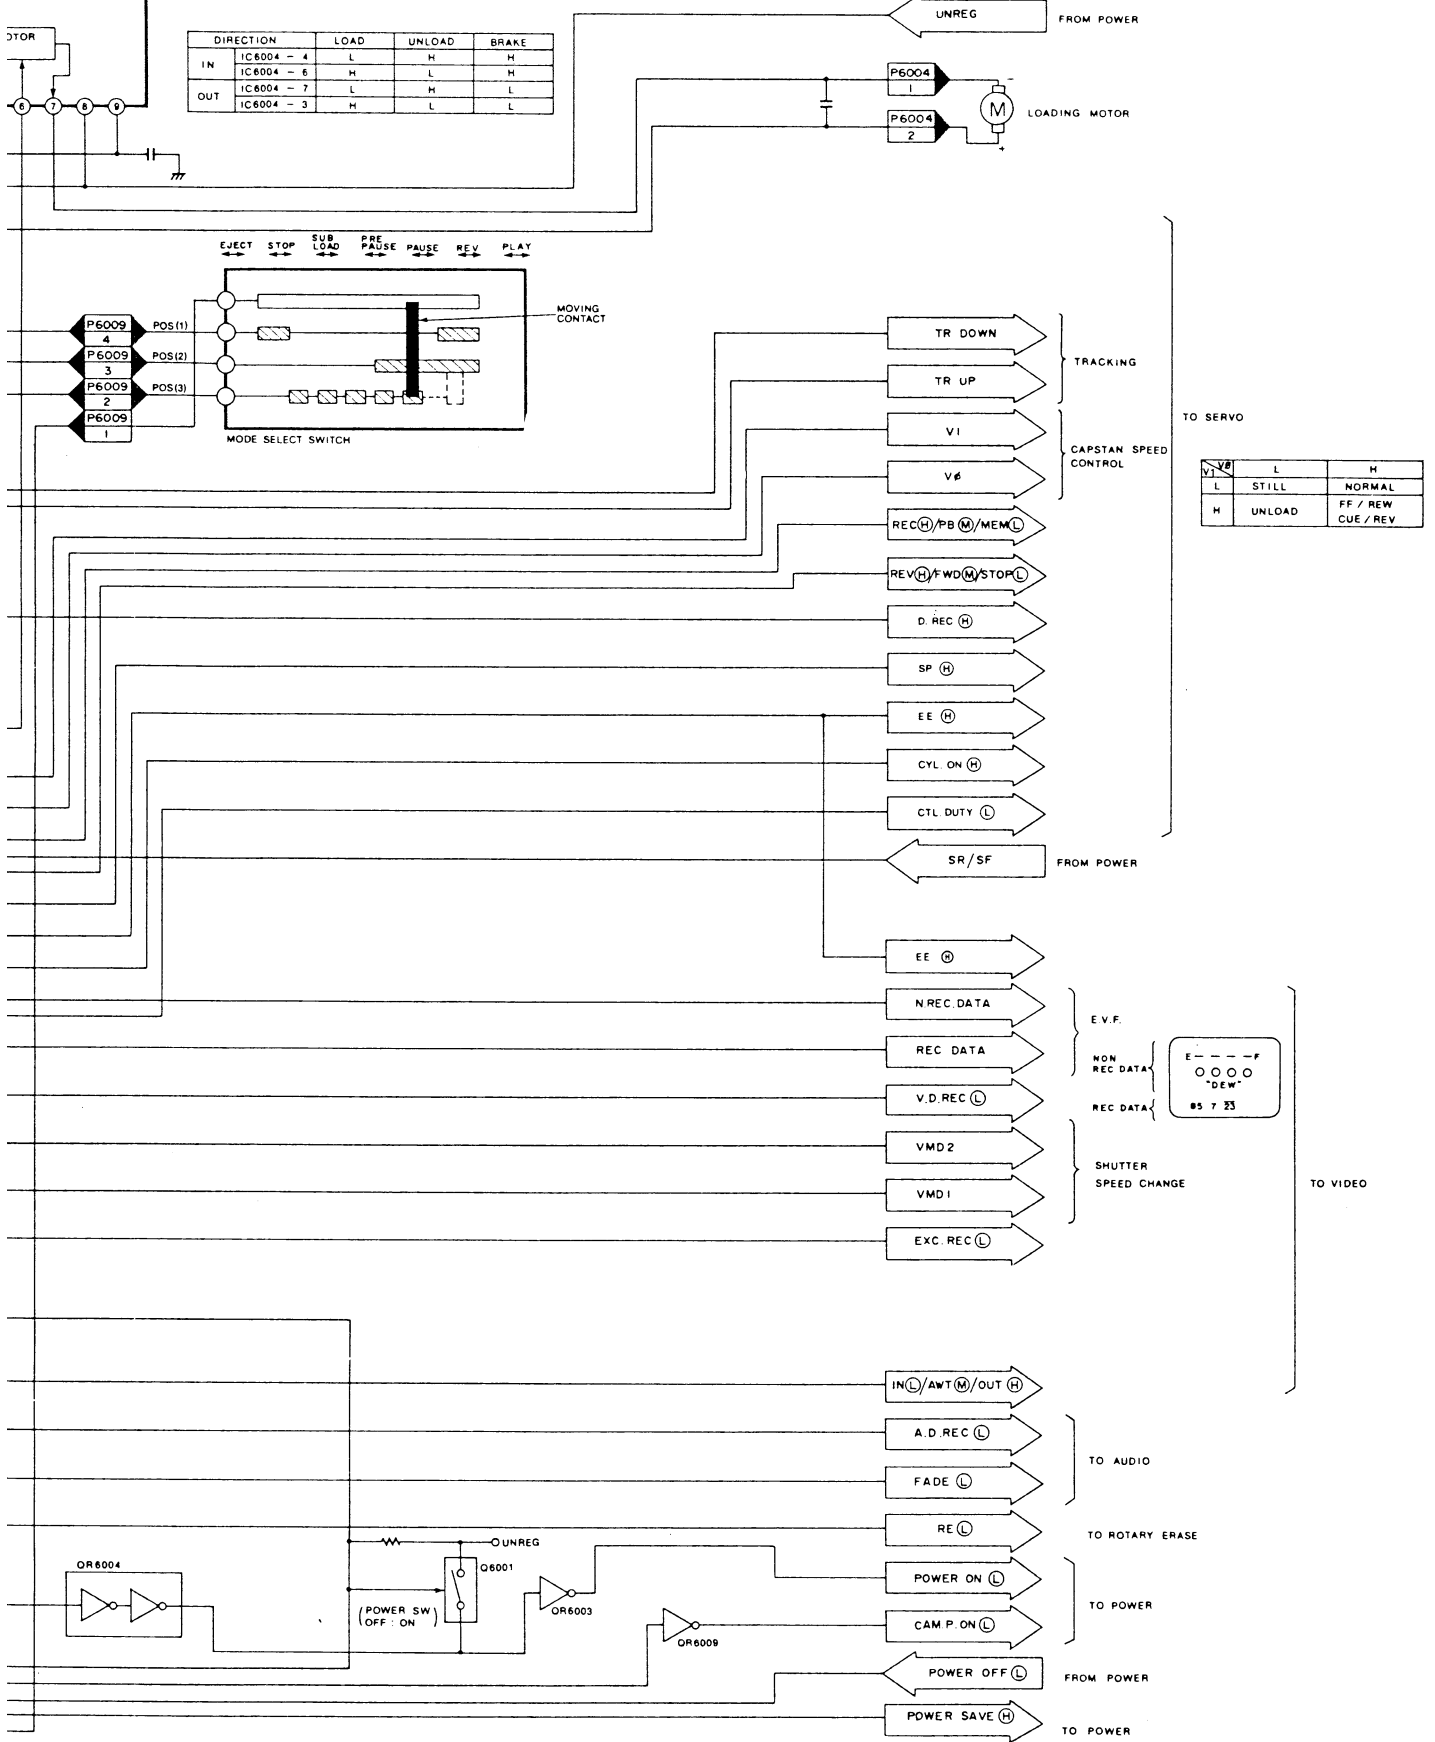 UNREG
FROM POWER
OTOR
6 7 8 9
DIRECTION LOAD UNLOAD BRAKE
IN IC6004 - 4 L H H
IC6004 - 6 H L H
OUT IC6004 - 7 L H L
IC6004 - 3 H L L
P6004
1
P6004
2
M
-
+
LOADING MOTOR
EJECT STOP SUB LOAD PRE PAUSE PAUSE REV PLAY
MOVING
CONTACT
P6009
4
POS(1)
P6009
3
POS(2)
P6009
2
POS(3)
P6009
1
MODE SELECT SWITCH
TR DOWN
TR UP
TRACKING
V1
VØ
CAPSTAN SPEED
CONTROL
TO SERVO
V1 VØ L H
L STILL NORMAL
H UNLOAD FF / REW
CUE / REV
REC Ⓗ/PB Ⓜ/MEM Ⓛ
REV Ⓗ/FWD Ⓜ/STOP Ⓛ
D. REC Ⓗ
SP Ⓗ
EE Ⓗ
CYL. ON Ⓗ
CTL. DUTY Ⓛ
SR/SF
FROM POWER
EE Ⓗ
N.REC.DATA
REC DATA
E.V.F.
NON
REC DATA
E - - - - F
O O O O
"DEW"
REC DATA
85 7 23
V.D.REC Ⓛ
VMD2
VMD1
SHUTTER
SPEED CHANGE
TO VIDEO
EXC. REC Ⓛ
IN Ⓛ/AWT Ⓜ/OUT Ⓗ
A.D.REC Ⓛ
FADE Ⓛ
TO AUDIO
RE Ⓛ
TO ROTARY ERASE
UNREG
QR6004
Q6001
(POWER SW
OFF : ON)
QR6003
QR6009
POWER ON Ⓛ
CAM.P.ON Ⓛ
TO POWER
POWER OFF Ⓛ
FROM POWER
POWER SAVE Ⓗ
TO POWER